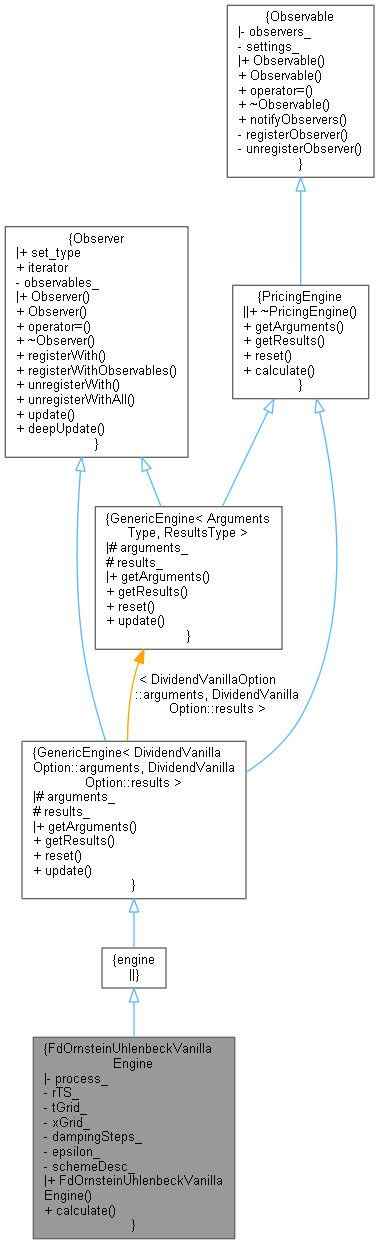 {Observable
|- observers_
- settings_
|+ Observable()
+ Observable()
+ operator=()
+ ~Observable()
+ notifyObservers()
- registerObserver()
- unregisterObserver()
}
{Observer
|+ set_type
+ iterator
- observables_
|+ Observer()
+ Observer()
+ operator=()
+ ~Observer()
+ registerWith()
+ registerWithObservables()
+ unregisterWith()
+ unregisterWithAll()
+ update()
+ deepUpdate()
}
{PricingEngine
||+ ~PricingEngine()
+ getArguments()
+ getResults()
+ reset()
+ calculate()
}
{GenericEngine< Arguments
Type, ResultsType >
|# arguments_
# results_
|+ getArguments()
+ getResults()
+ reset()
+ update()
}
< DividendVanillaOption
::arguments, DividendVanilla
Option::results >
{GenericEngine< DividendVanilla
Option::arguments, DividendVanilla
Option::results >
|# arguments_
# results_
|+ getArguments()
+ getResults()
+ reset()
+ update()
}
{engine
||}
{FdOrnsteinUhlenbeckVanilla
Engine
|- process_
- rTS_
- tGrid_
- xGrid_
- dampingSteps_
- epsilon_
- schemeDesc_
|+ FdOrnsteinUhlenbeckVanilla
Engine()
+ calculate()
}